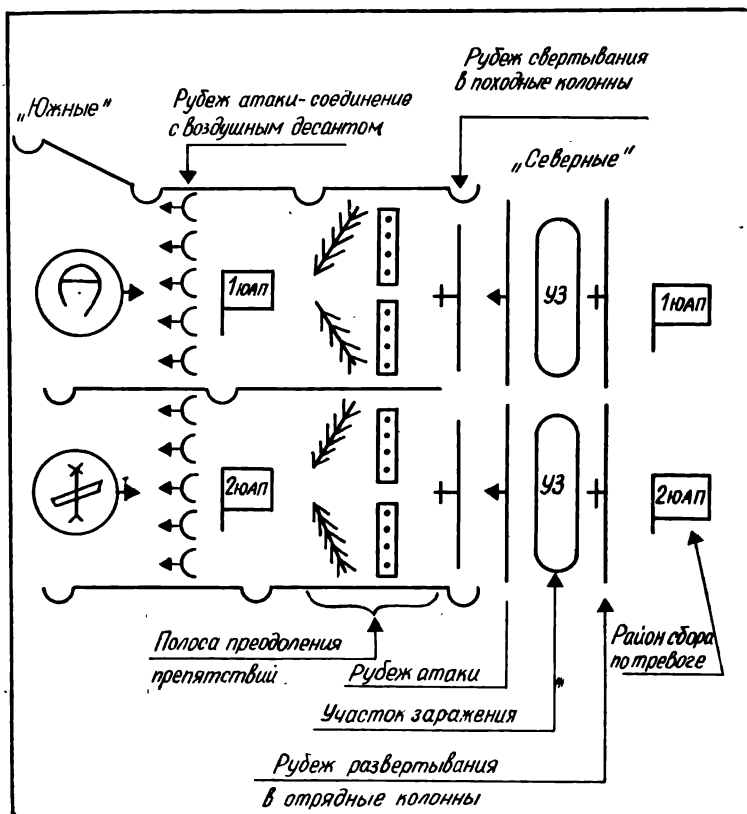 Рубеж свертывания
в походные колонны
„Южные"
Рубеж атаки-соединение
с воздушным десантом
„Северные"
1ЮАП
УЗ
1ЮАП
2ЮАП
УЗ
2ЮАП
Полоса преодоления
препятствий
Рубеж атаки
Район сбора
по тревоге
Участок заражения
Рубеж развертывания
в отрядные колонны